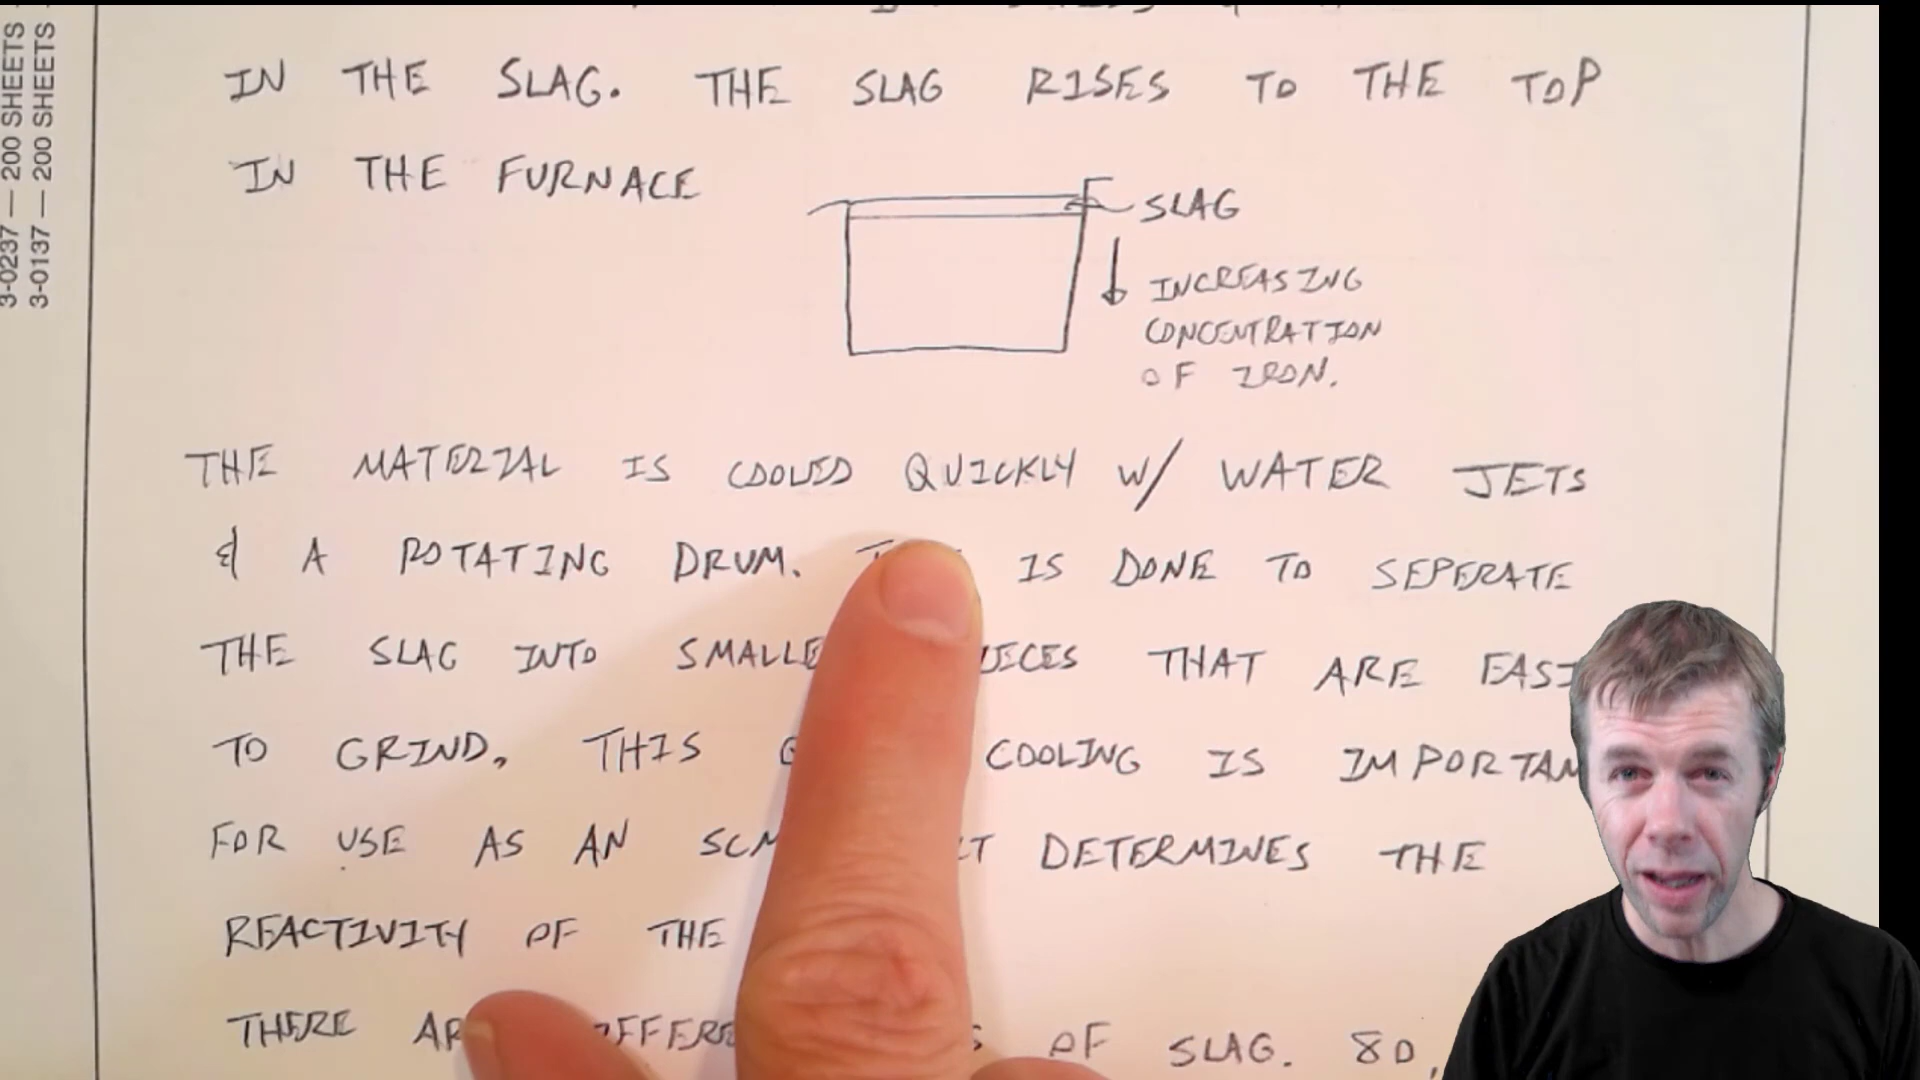 3-0237 — 200 SHEETS
3-0137 — 200 SHEETS
IN THE SLAG. THE SLAG RISES TO THE TOP
IN THE FURNACE
SLAG
INCREASING
CONCENTRATION
OF IRON.
THE MATERIAL IS COOLED QUICKLY W/ WATER JETS
& A ROTATING DRUM. IS DONE TO SEPERATE
THE SLAG INTO THAT ARE
TO GRIND. THIS COOLING IS
FOR USE AS AN DETERMINES THE
REACTIVITY OF THE
THERE OF SLAG. 80,